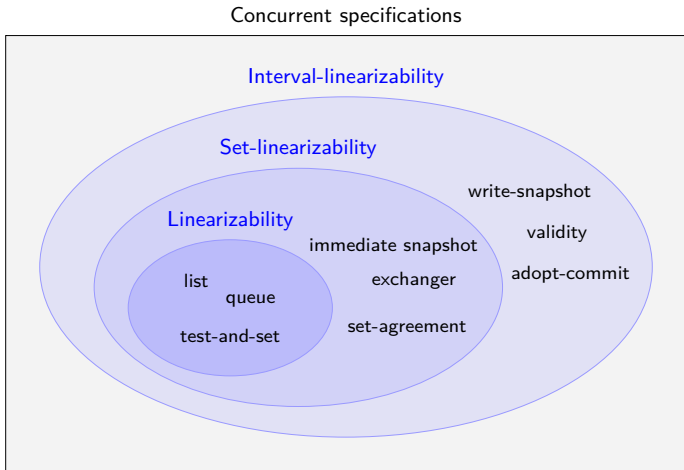 Concurrent specifications
Interval-linearizability
Set-linearizability
write-snapshot
Linearizability
validity
immediate snapshot
adopt-commit
list
exchanger
queue
set-agreement
test-and-set